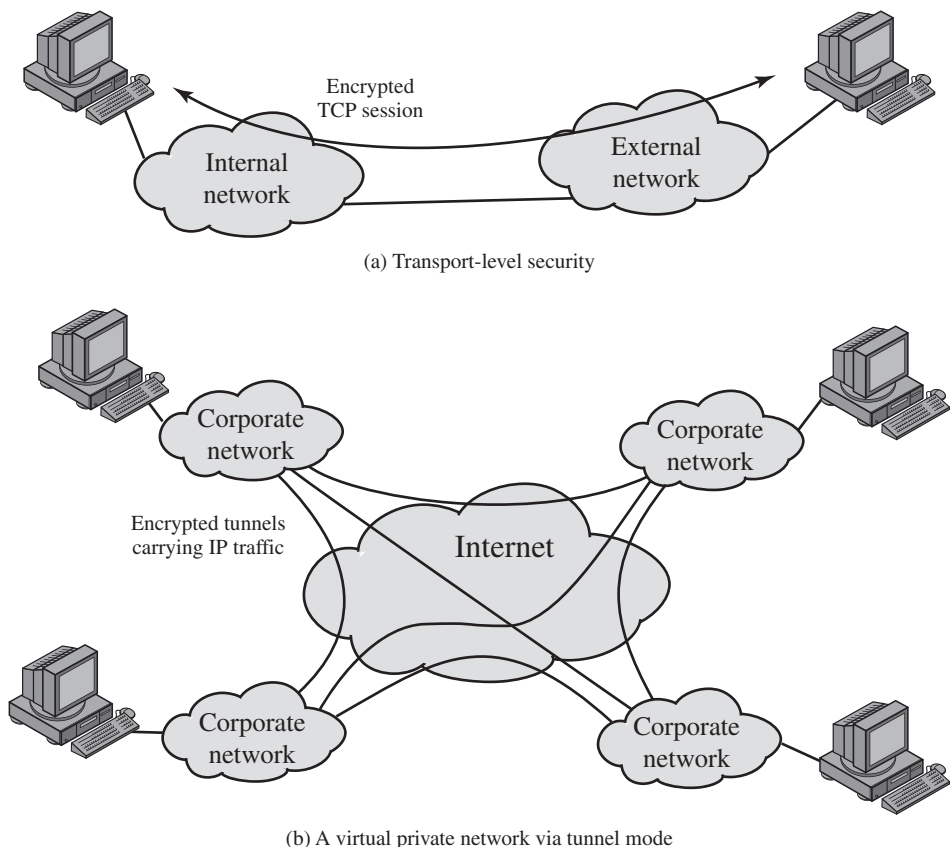 Encrypted
TCP session
Internal
network
External
network
(a) Transport-level security
Corporate
network
Corporate
network
Encrypted tunnels
carrying IP traffic
Internet
Corporate
network
Corporate
network
(b) A virtual private network via tunnel mode